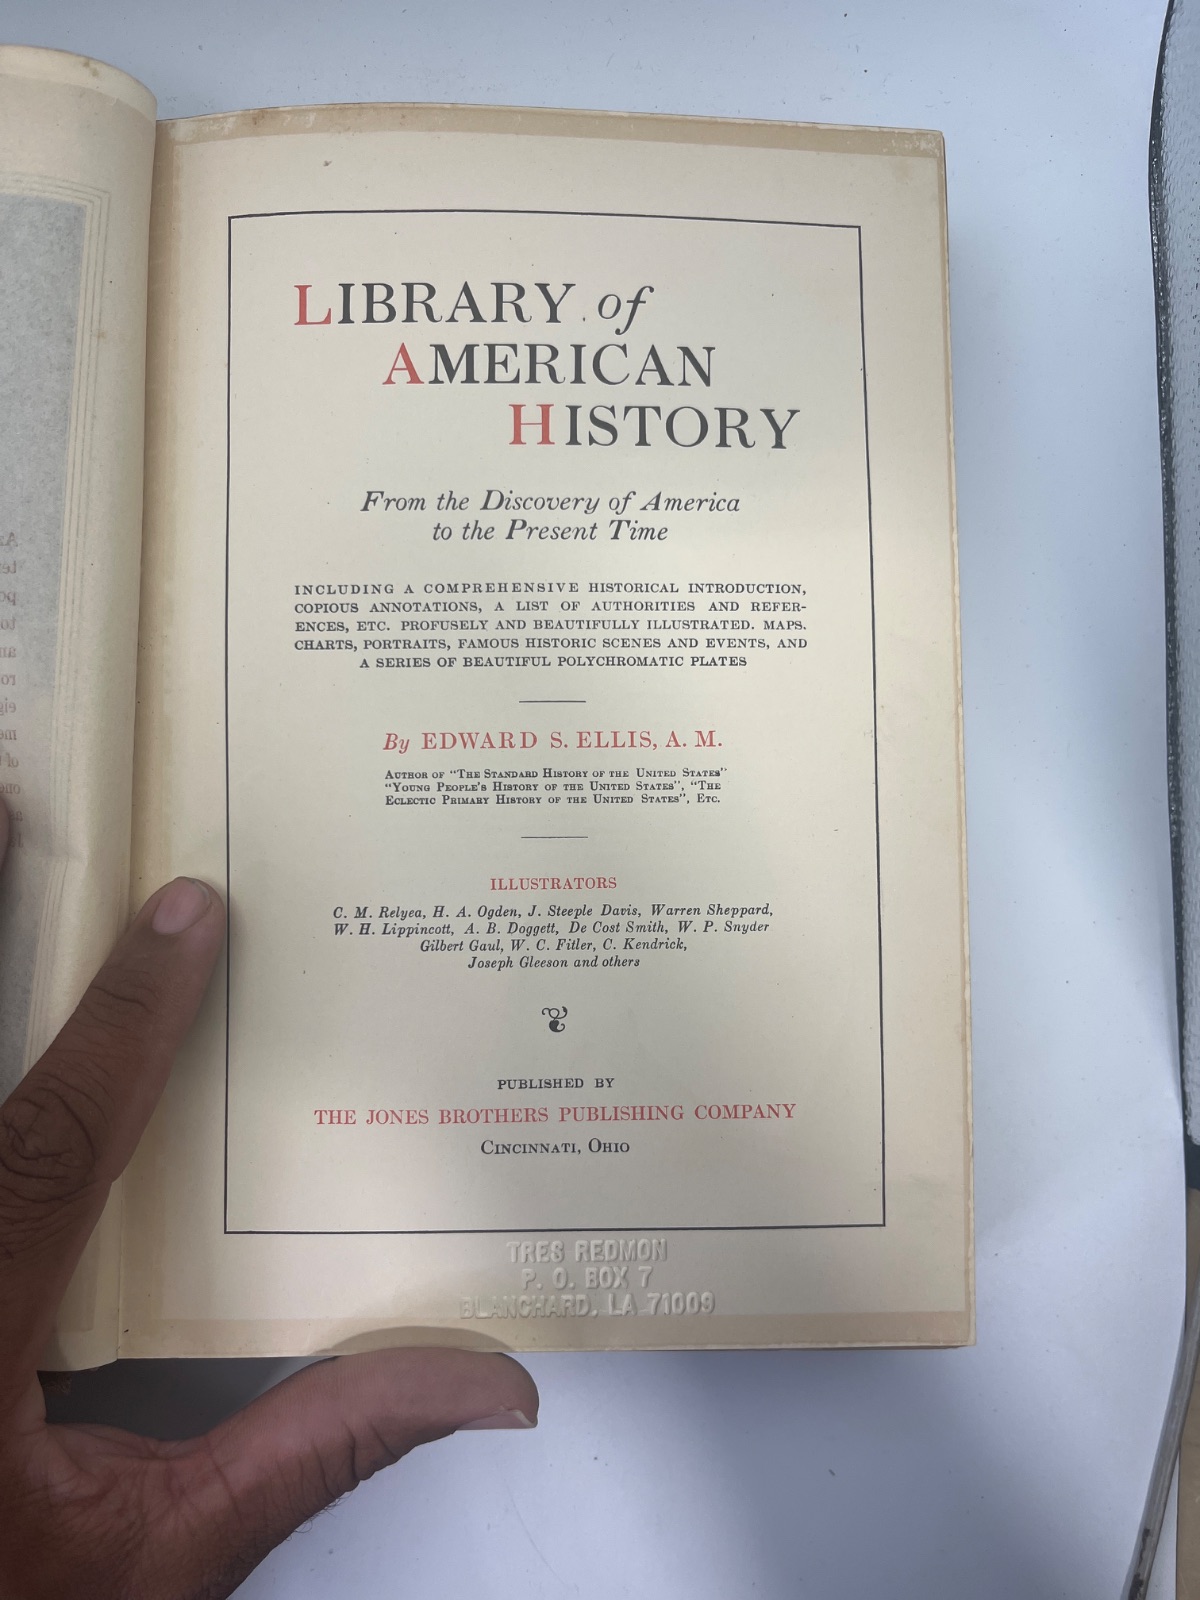 LIBRARY of
AMERICAN
HISTORY
From the Discovery of America
to the Present Time
INCLUDING A COMPREHENSIVE HISTORICAL INTRODUCTION,
COPIOUS ANNOTATIONS, A LIST OF AUTHORITIES AND REFER-
ENCES, ETC. PROFUSELY AND BEAUTIFULLY ILLUSTRATED. MAPS.
CHARTS, PORTRAITS, FAMOUS HISTORIC SCENES AND EVENTS, AND
A SERIES OF BEAUTIFUL POLYCHROMATIC PLATES
By EDWARD S. ELLIS, A. M.
AUTHOR OF "THE STANDARD HISTORY OF THE UNITED STATES"
"YOUNG PEOPLE'S HISTORY OF THE UNITED STATES", "THE
ECLECTIC PRIMARY HISTORY OF THE UNITED STATES", ETC.
ILLUSTRATORS
C. M. Relyea, H. A. Ogden, J. Steeple Davis, Warren Sheppard,
W. H. Lippincott, A. B. Doggett, De Cost Smith, W. P. Snyder
Gilbert Gaul, W. C. Fitler, C. Kendrick,
Joseph Gleeson and others
PUBLISHED BY
THE JONES BROTHERS PUBLISHING COMPANY
CINCINNATI, OHIO
TRES REDMON
P. O. BOX 7
BLANCHARD, LA 71009